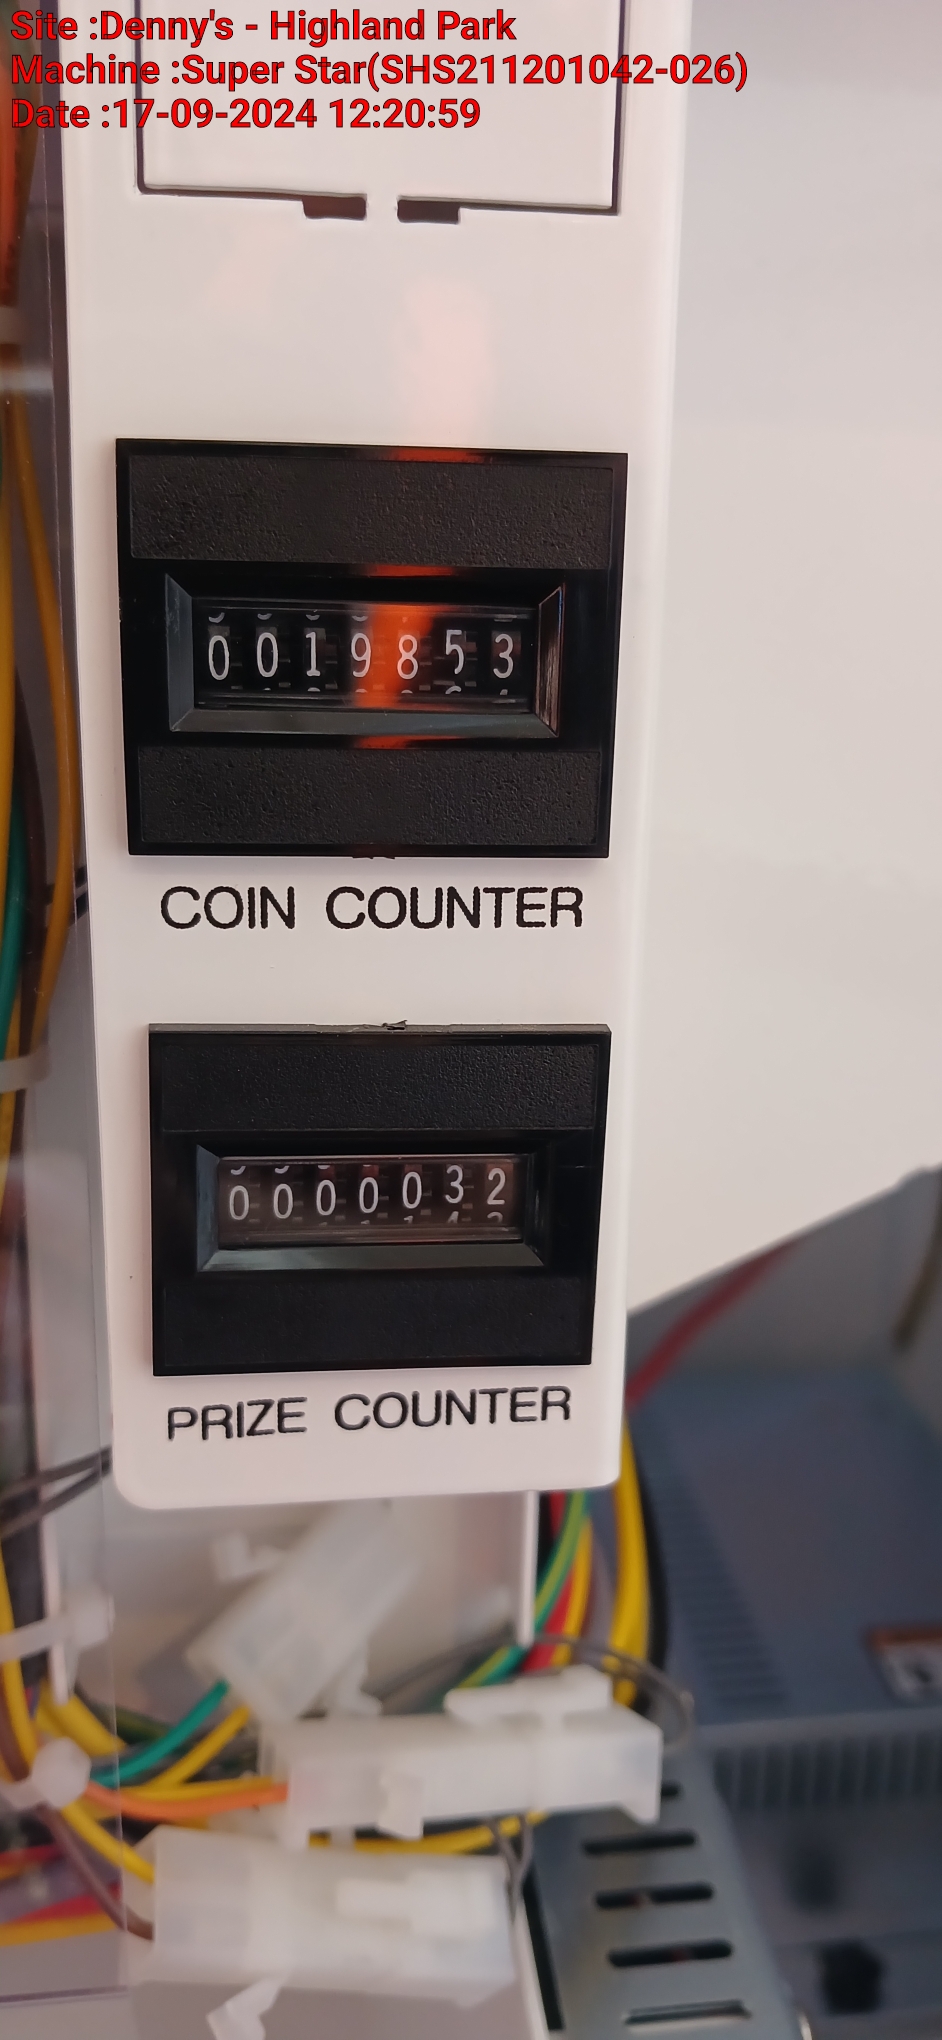 Site :Denny's - Highland Park
Machine :Super Star(SHS211201042-026)
Date :17-09-2024 12:20:59
0019853
COIN COUNTER
0000032
PRIZE COUNTER